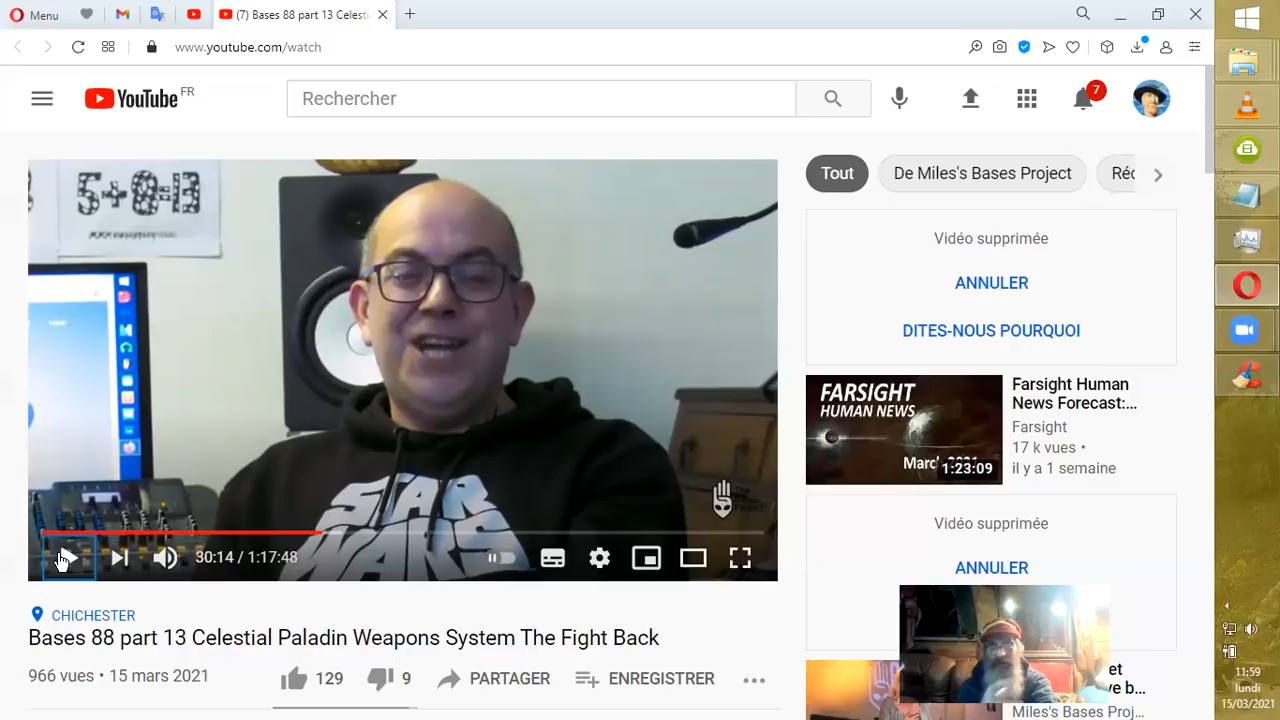 Menu
(7) Bases 88 part 13 Celesti
www.youtube.com/watch
YouTube FR
Rechercher
7
Tout
De Miles's Bases Project
Réc
5+8=13
Vidéo supprimée
ANNULER
DITES-NOUS POURQUOI
FARSIGHT
HUMAN NEWS
1:23:09
Farsight Human
News Forecast:...
Farsight
17 k vues •
il y a 1 semaine
STAR
WARS
30:14 / 1:17:48
Vidéo supprimée
ANNULER
CHICHESTER
Bases 88 part 13 Celestial Paladin Weapons System The Fight Back
966 vues • 15 mars 2021
129
9
PARTAGER
ENREGISTRER
et
ve b...
Miles's Bases Proj...
11:59
lundi
15/03/2021